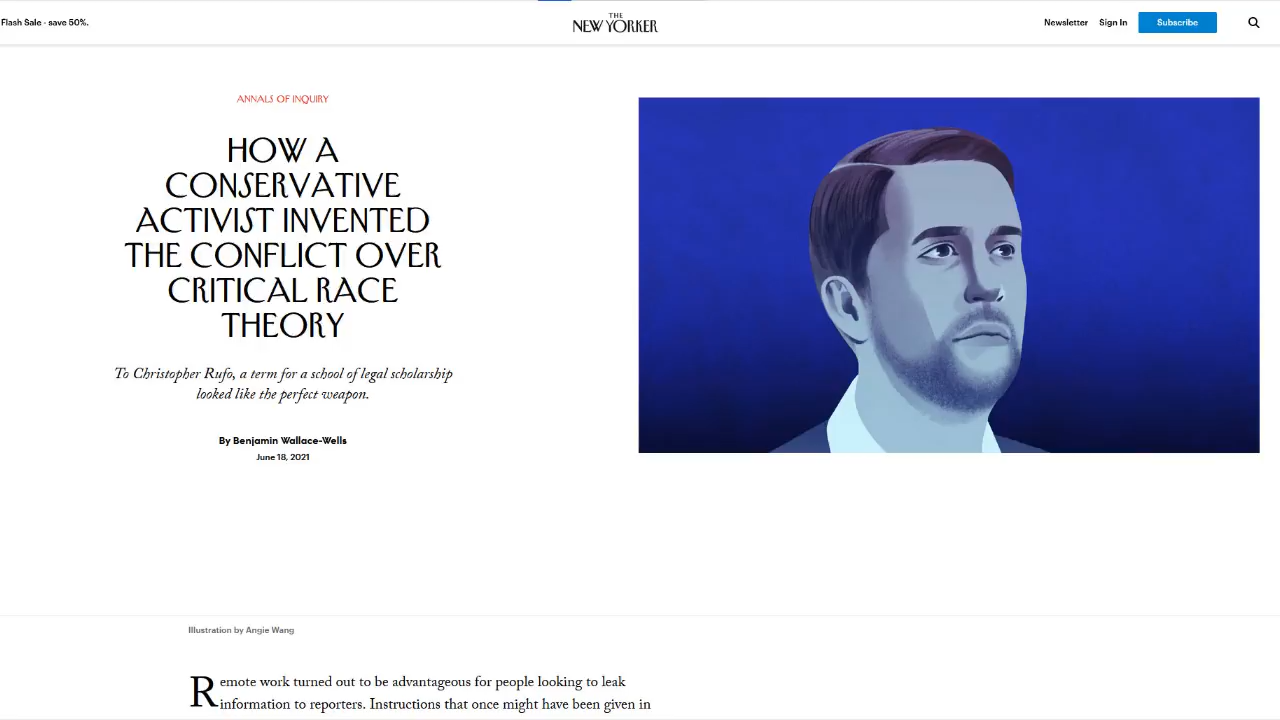 Flash Sale - save 50%.
THE
NEW YORKER
Newsletter Sign In Subscribe
ANNALS OF INQUIRY
HOW A
CONSERVATIVE
ACTIVIST INVENTED
THE CONFLICT OVER
CRITICAL RACE
THEORY
To Christopher Rufo, a term for a school of legal scholarship
looked like the perfect weapon.
By Benjamin Wallace-Wells
June 18, 2021
Illustration by Angie Wang
Remote work turned out to be advantageous for people looking to leak
information to reporters. Instructions that once might have been given in